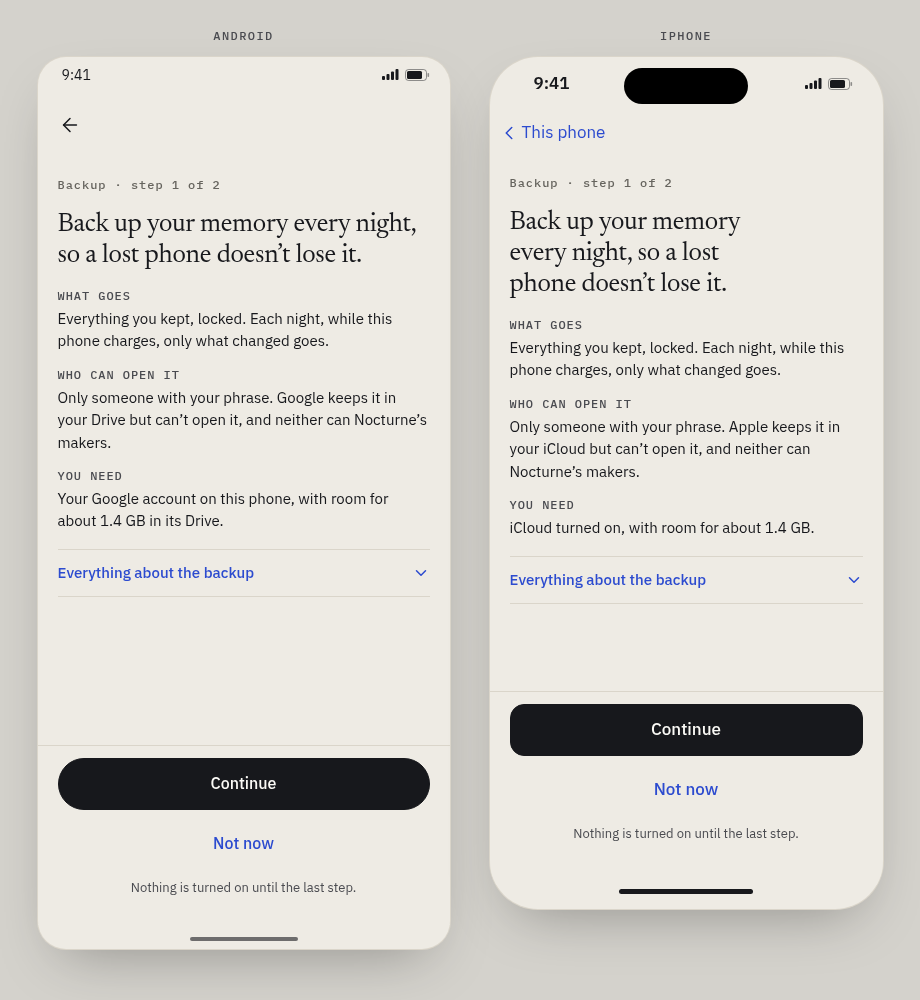 ANDROID
9:41
Backup · step 1 of 2
Back up your memory every night,
so a lost phone doesn’t lose it.
WHAT GOES
Everything you kept, locked. Each night, while this
phone charges, only what changed goes.
WHO CAN OPEN IT
Only someone with your phrase. Google keeps it in
your Drive but can’t open it, and neither can Nocturne’s
makers.
YOU NEED
Your Google account on this phone, with room for
about 1.4 GB in its Drive.
Everything about the backup
Continue
Not now
Nothing is turned on until the last step.
IPHONE
9:41
This phone
Backup · step 1 of 2
Back up your memory
every night, so a lost
phone doesn’t lose it.
WHAT GOES
Everything you kept, locked. Each night, while this
phone charges, only what changed goes.
WHO CAN OPEN IT
Only someone with your phrase. Apple keeps it in
your iCloud but can’t open it, and neither can
Nocturne’s makers.
YOU NEED
iCloud turned on, with room for about 1.4 GB.
Everything about the backup
Continue
Not now
Nothing is turned on until the last step.